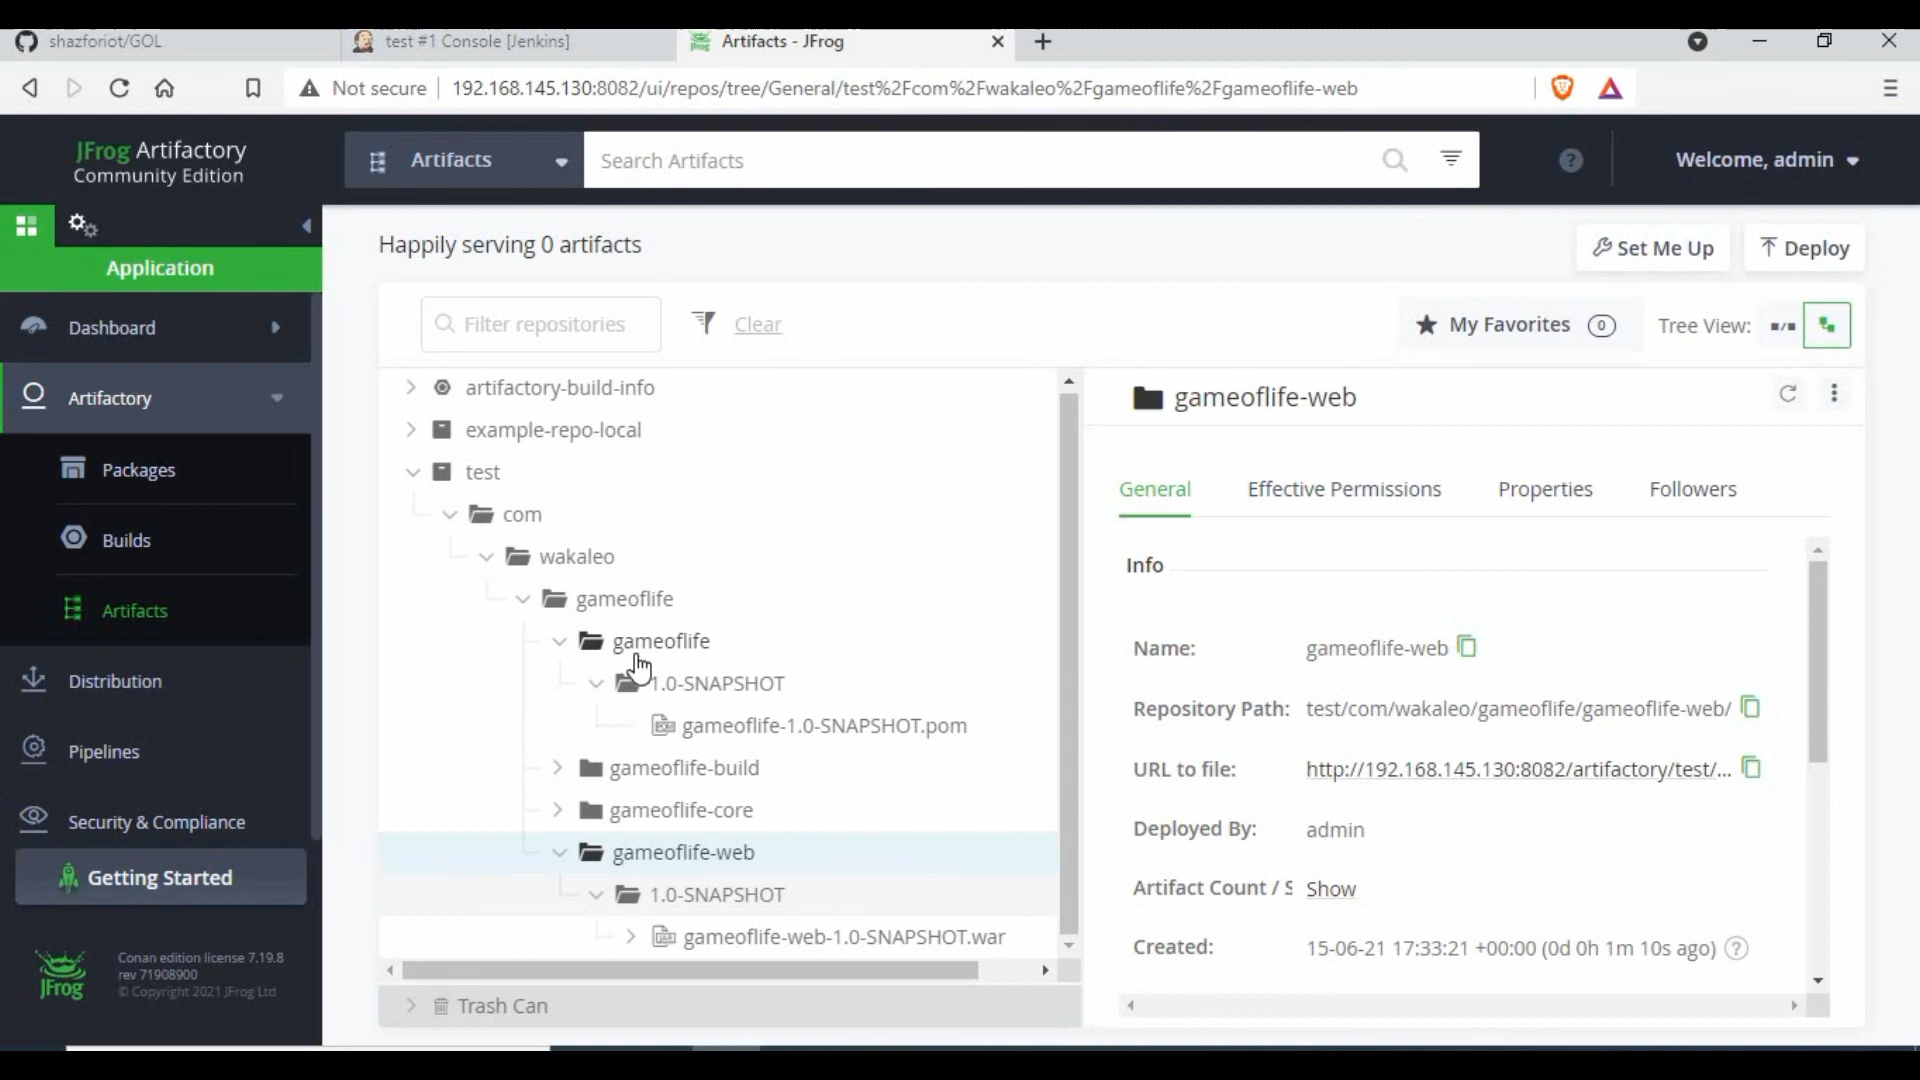 shazforiot/GOL
test #1 Console [Jenkins]
Artifacts - JFrog
Not secure
192.168.145.130:8082/ui/repos/tree/General/test%2Fcom%2Fwakaleo%2Fgameoflife%2Fgameoflife-web
JFrog Artifactory
Community Edition
Artifacts
Search Artifacts
Welcome, admin
Application
Happily serving 0 artifacts
Set Me Up
Deploy
Dashboard
Filter repositories
Clear
My Favorites
0
Tree View:
Artifactory
Packages
Builds
Artifacts
Distribution
Pipelines
Security & Compliance
Getting Started
JFrog
Conan edition license 7.19.8
rev 71908900
© Copyright 2021 JFrog Ltd
artifactory-build-info
example-repo-local
test
com
wakaleo
gameoflife
gameoflife
1.0-SNAPSHOT
gameoflife-1.0-SNAPSHOT.pom
gameoflife-build
gameoflife-core
gameoflife-web
1.0-SNAPSHOT
gameoflife-web-1.0-SNAPSHOT.war
Trash Can
gameoflife-web
General
Effective Permissions
Properties
Followers
Info
Name: gameoflife-web
Repository Path: test/com/wakaleo/gameoflife/gameoflife-web/
URL to file: http://192.168.145.130:8082/artifactory/test/...
Deployed By: admin
Artifact Count / S Show
Created: 15-06-21 17:33:21 +00:00 (0d 0h 1m 10s ago) ?